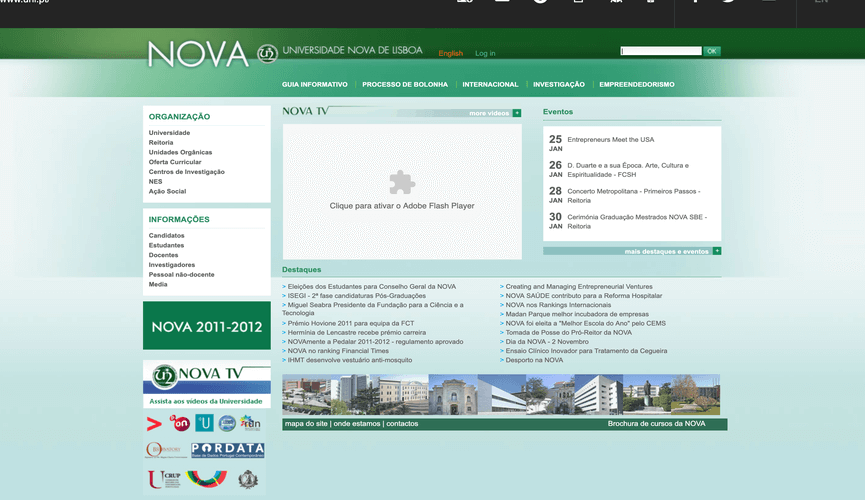 www.unl.pt
EN
NOVA
UNIVERSIDADE NOVA DE LISBOA
English Log in
OK
GUIA INFORMATIVO
PROCESSO DE BOLONHA
INTERNACIONAL
INVESTIGAÇÃO
EMPREENDEDORISMO
ORGANIZAÇÃO
Universidade
Reitoria
Unidades Orgânicas
Oferta Curricular
Centros de Investigação
NES
Ação Social
INFORMAÇÕES
Candidatos
Estudantes
Docentes
Investigadores
Pessoal não-docente
Media
NOVA 2011-2012
NOVA TV
Assista aos vídeos da Universidade
on
PORDATA
Base de Dados Portugal Contemporâneo
CRUP
NOVA TV
more videos +
Clique para ativar o Adobe Flash Player
Eventos
25 JAN Entrepreneurs Meet the USA
26 JAN D. Duarte e a sua Época. Arte, Cultura e
Espiritualidade - FCSH
28 JAN Concerto Metropolitana - Primeiros Passos -
Reitoria
30 JAN Cerimónia Graduação Mestrados NOVA SBE -
Reitoria
mais destaques e eventos +
Destaques
> Eleições dos Estudantes para Conselho Geral da NOVA
> ISEGI - 2ª fase candidaturas Pós-Graduações
> Miguel Seabra Presidente da Fundação para a Ciência e a
Tecnologia
> Prémio Hovione 2011 para equipa da FCT
> Hermínia de Lencastre recebe prémio carreira
> NOVAmente a Pedalar 2011-2012 - regulamento aprovado
> NOVA no ranking Financial Times
> IHMT desenvolve vestuário anti-mosquito
> Creating and Managing Entrepreneurial Ventures
> NOVA SAÚDE contributo para a Reforma Hospitalar
> NOVA nos Rankings Internacionais
> Madan Parque melhor incubadora de empresas
> NOVA foi eleita a "Melhor Escola do Ano" pelo CEMS
> Tomada de Posse do Pró-Reitor da NOVA
> Dia da NOVA - 2 Novembro
> Ensaio Clínico Inovador para Tratamento da Cegueira
> Desporto na NOVA
mapa do site | onde estamos | contactos
Brochura de cursos da NOVA